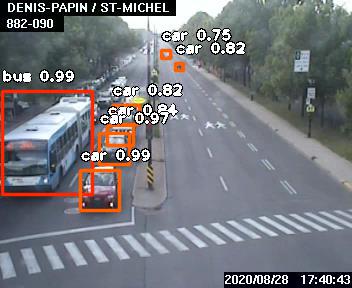 DENIS-PAPIN / ST-MICHEL
882-090
car 0.75
car 0.82
bus 0.99
car 0.82
car 0.84
car 0.97
car 0.99
2020/08/28 17:40:43